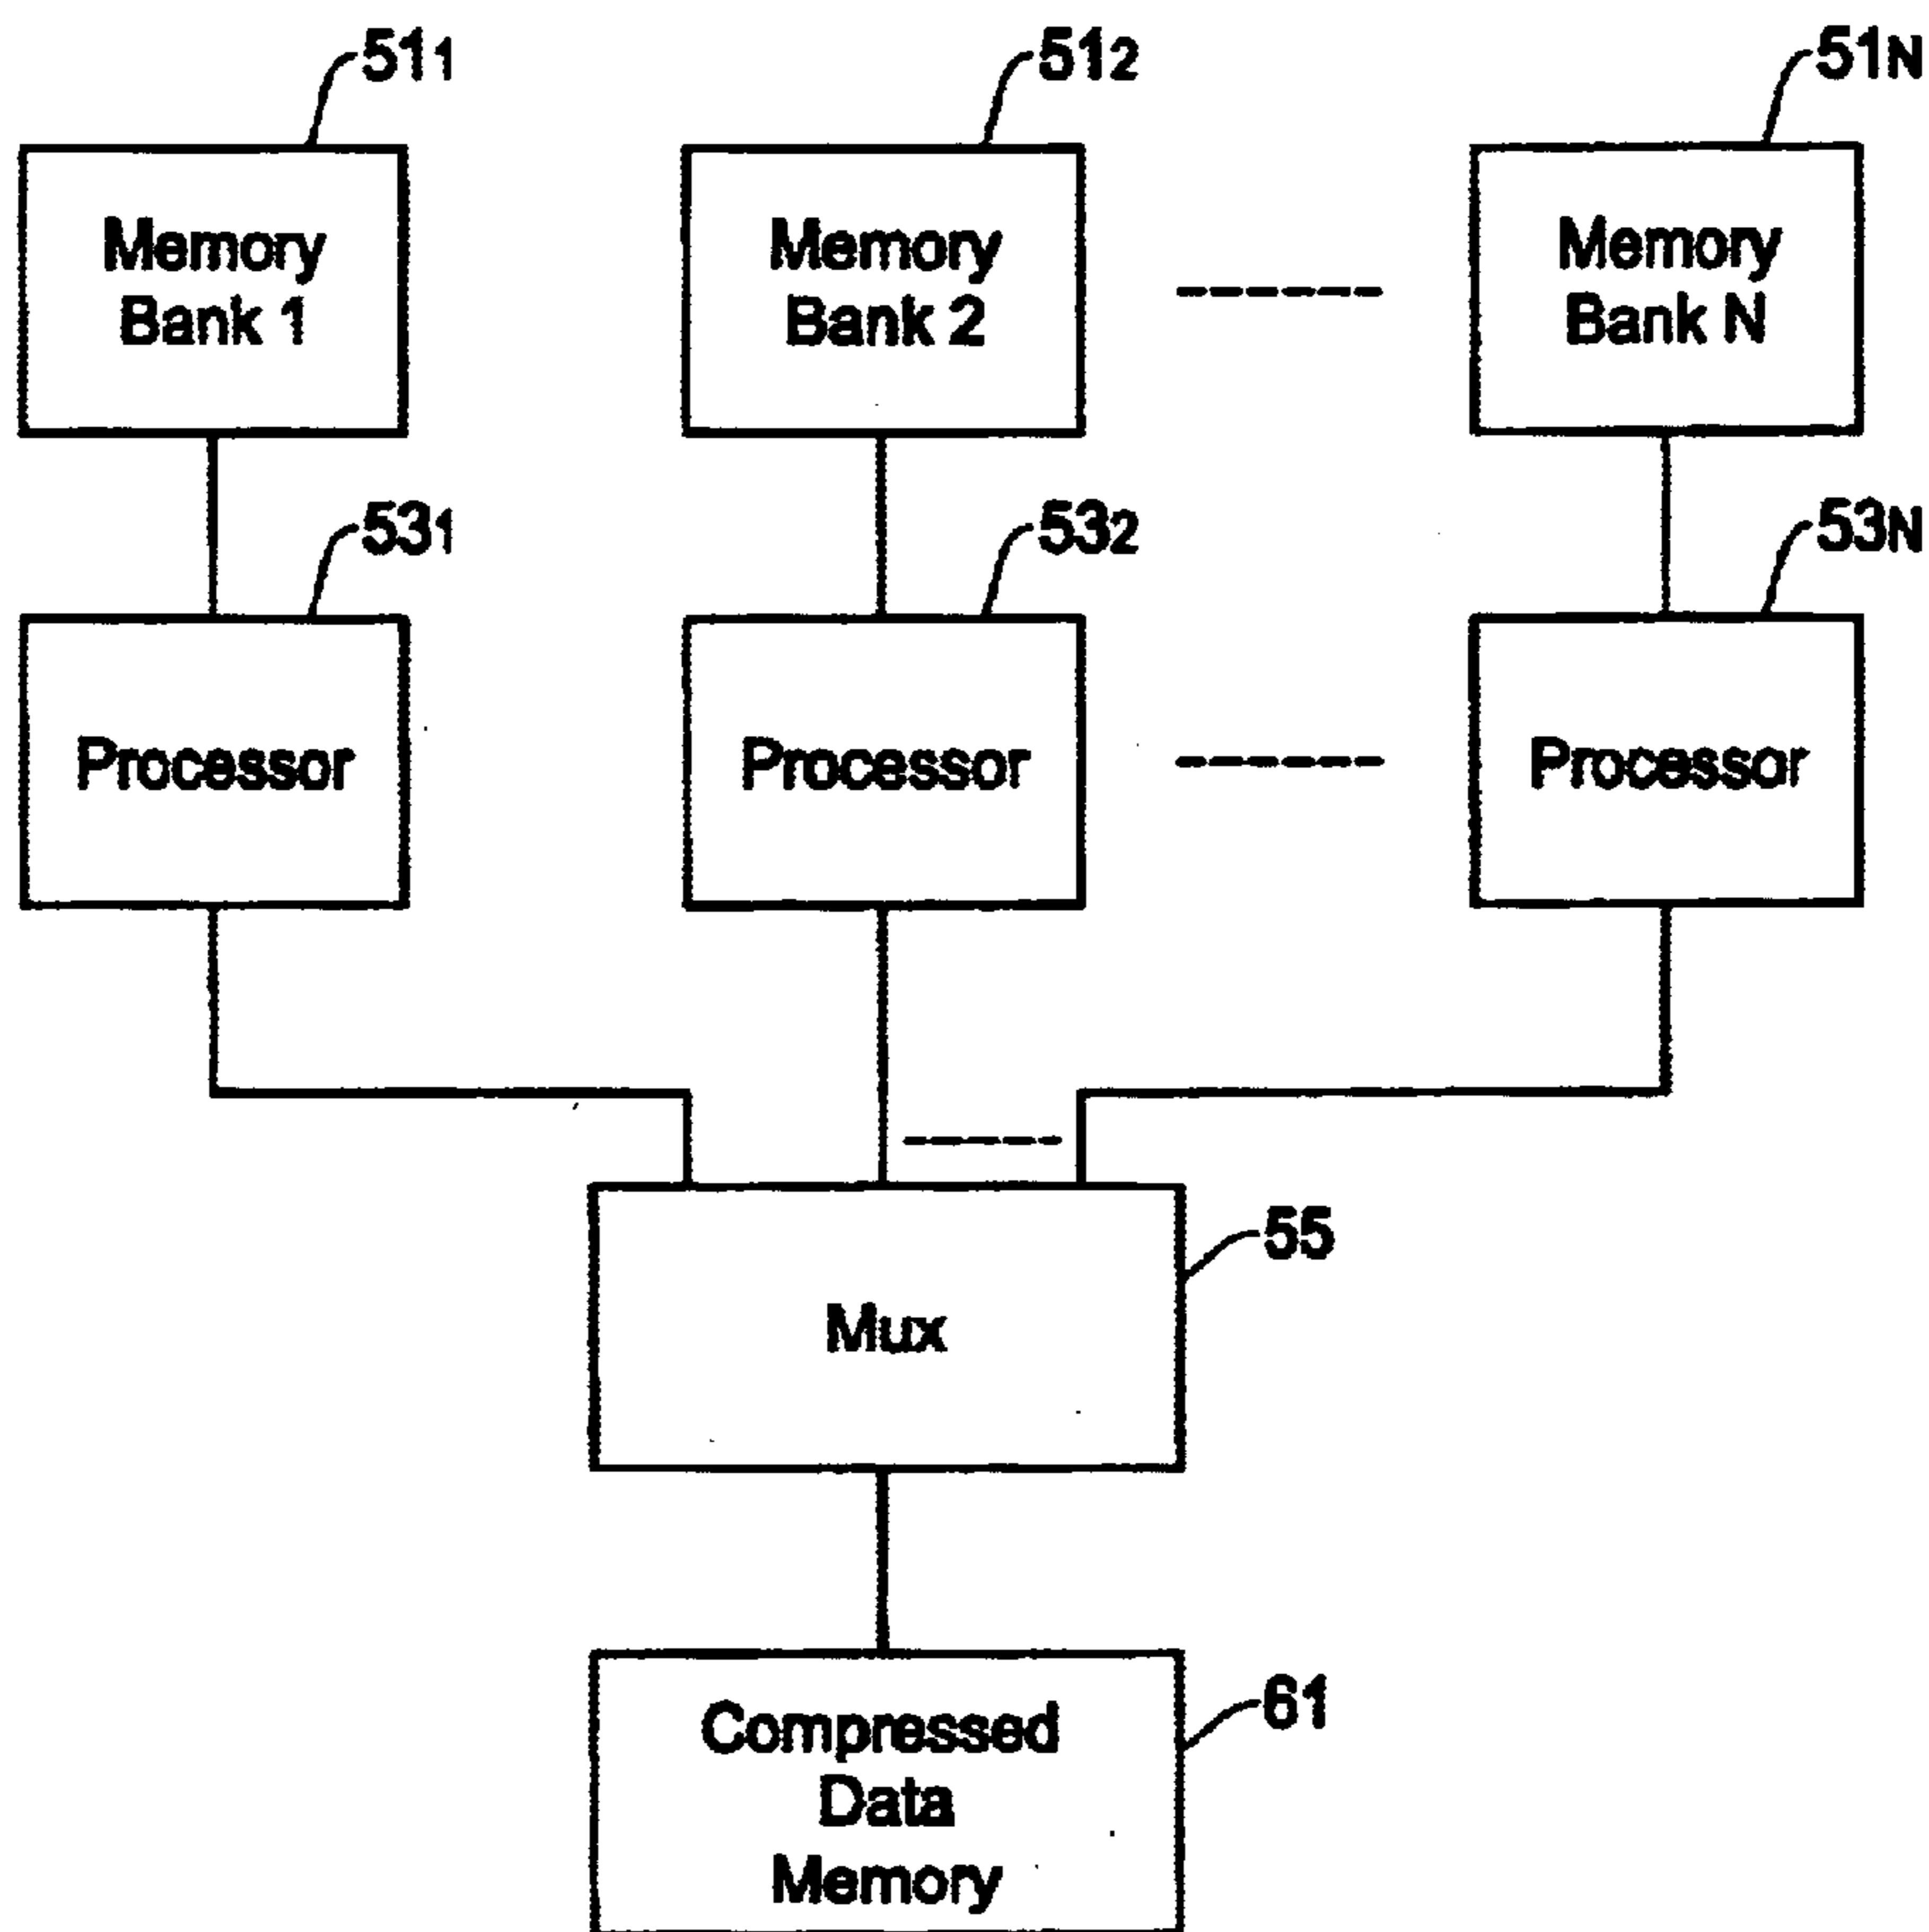 51₁ 51₂ 51N
Memory
Bank 1
Memory
Bank 2
Memory
Bank N
53₁ 53₂ 53N
Processor Processor Processor
55
Mux
61
Compressed
Data
Memory